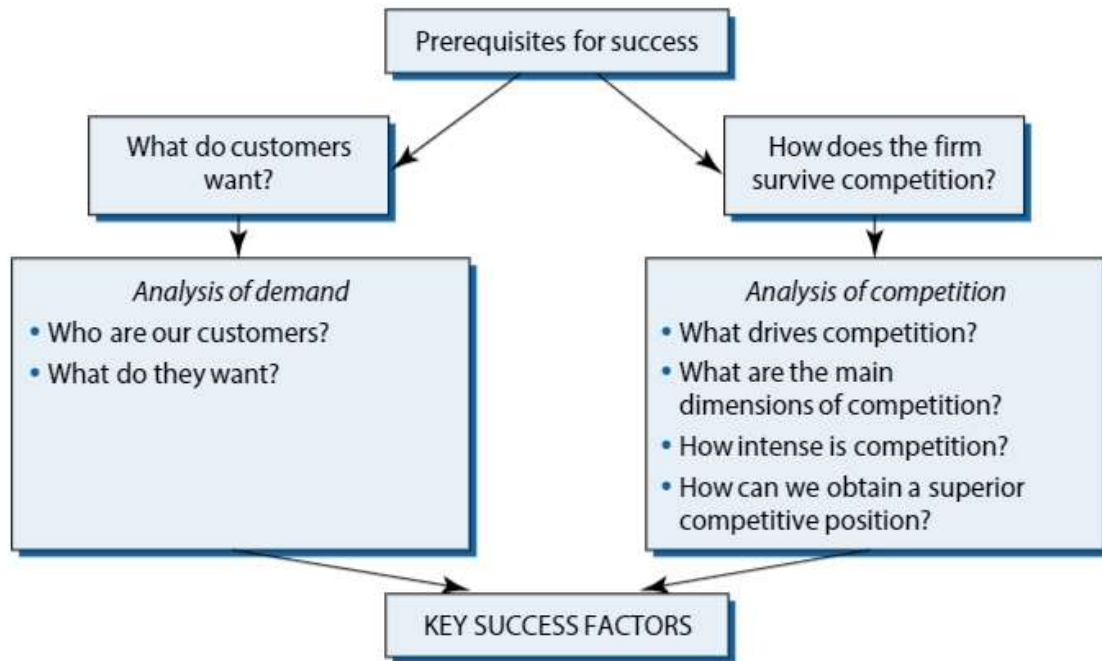 Prerequisites for success
What do customers
want?
How does the firm
survive competition?
Analysis of demand
• Who are our customers?
• What do they want?
Analysis of competition
• What drives competition?
• What are the main
dimensions of competition?
• How intense is competition?
• How can we obtain a superior
competitive position?
KEY SUCCESS FACTORS